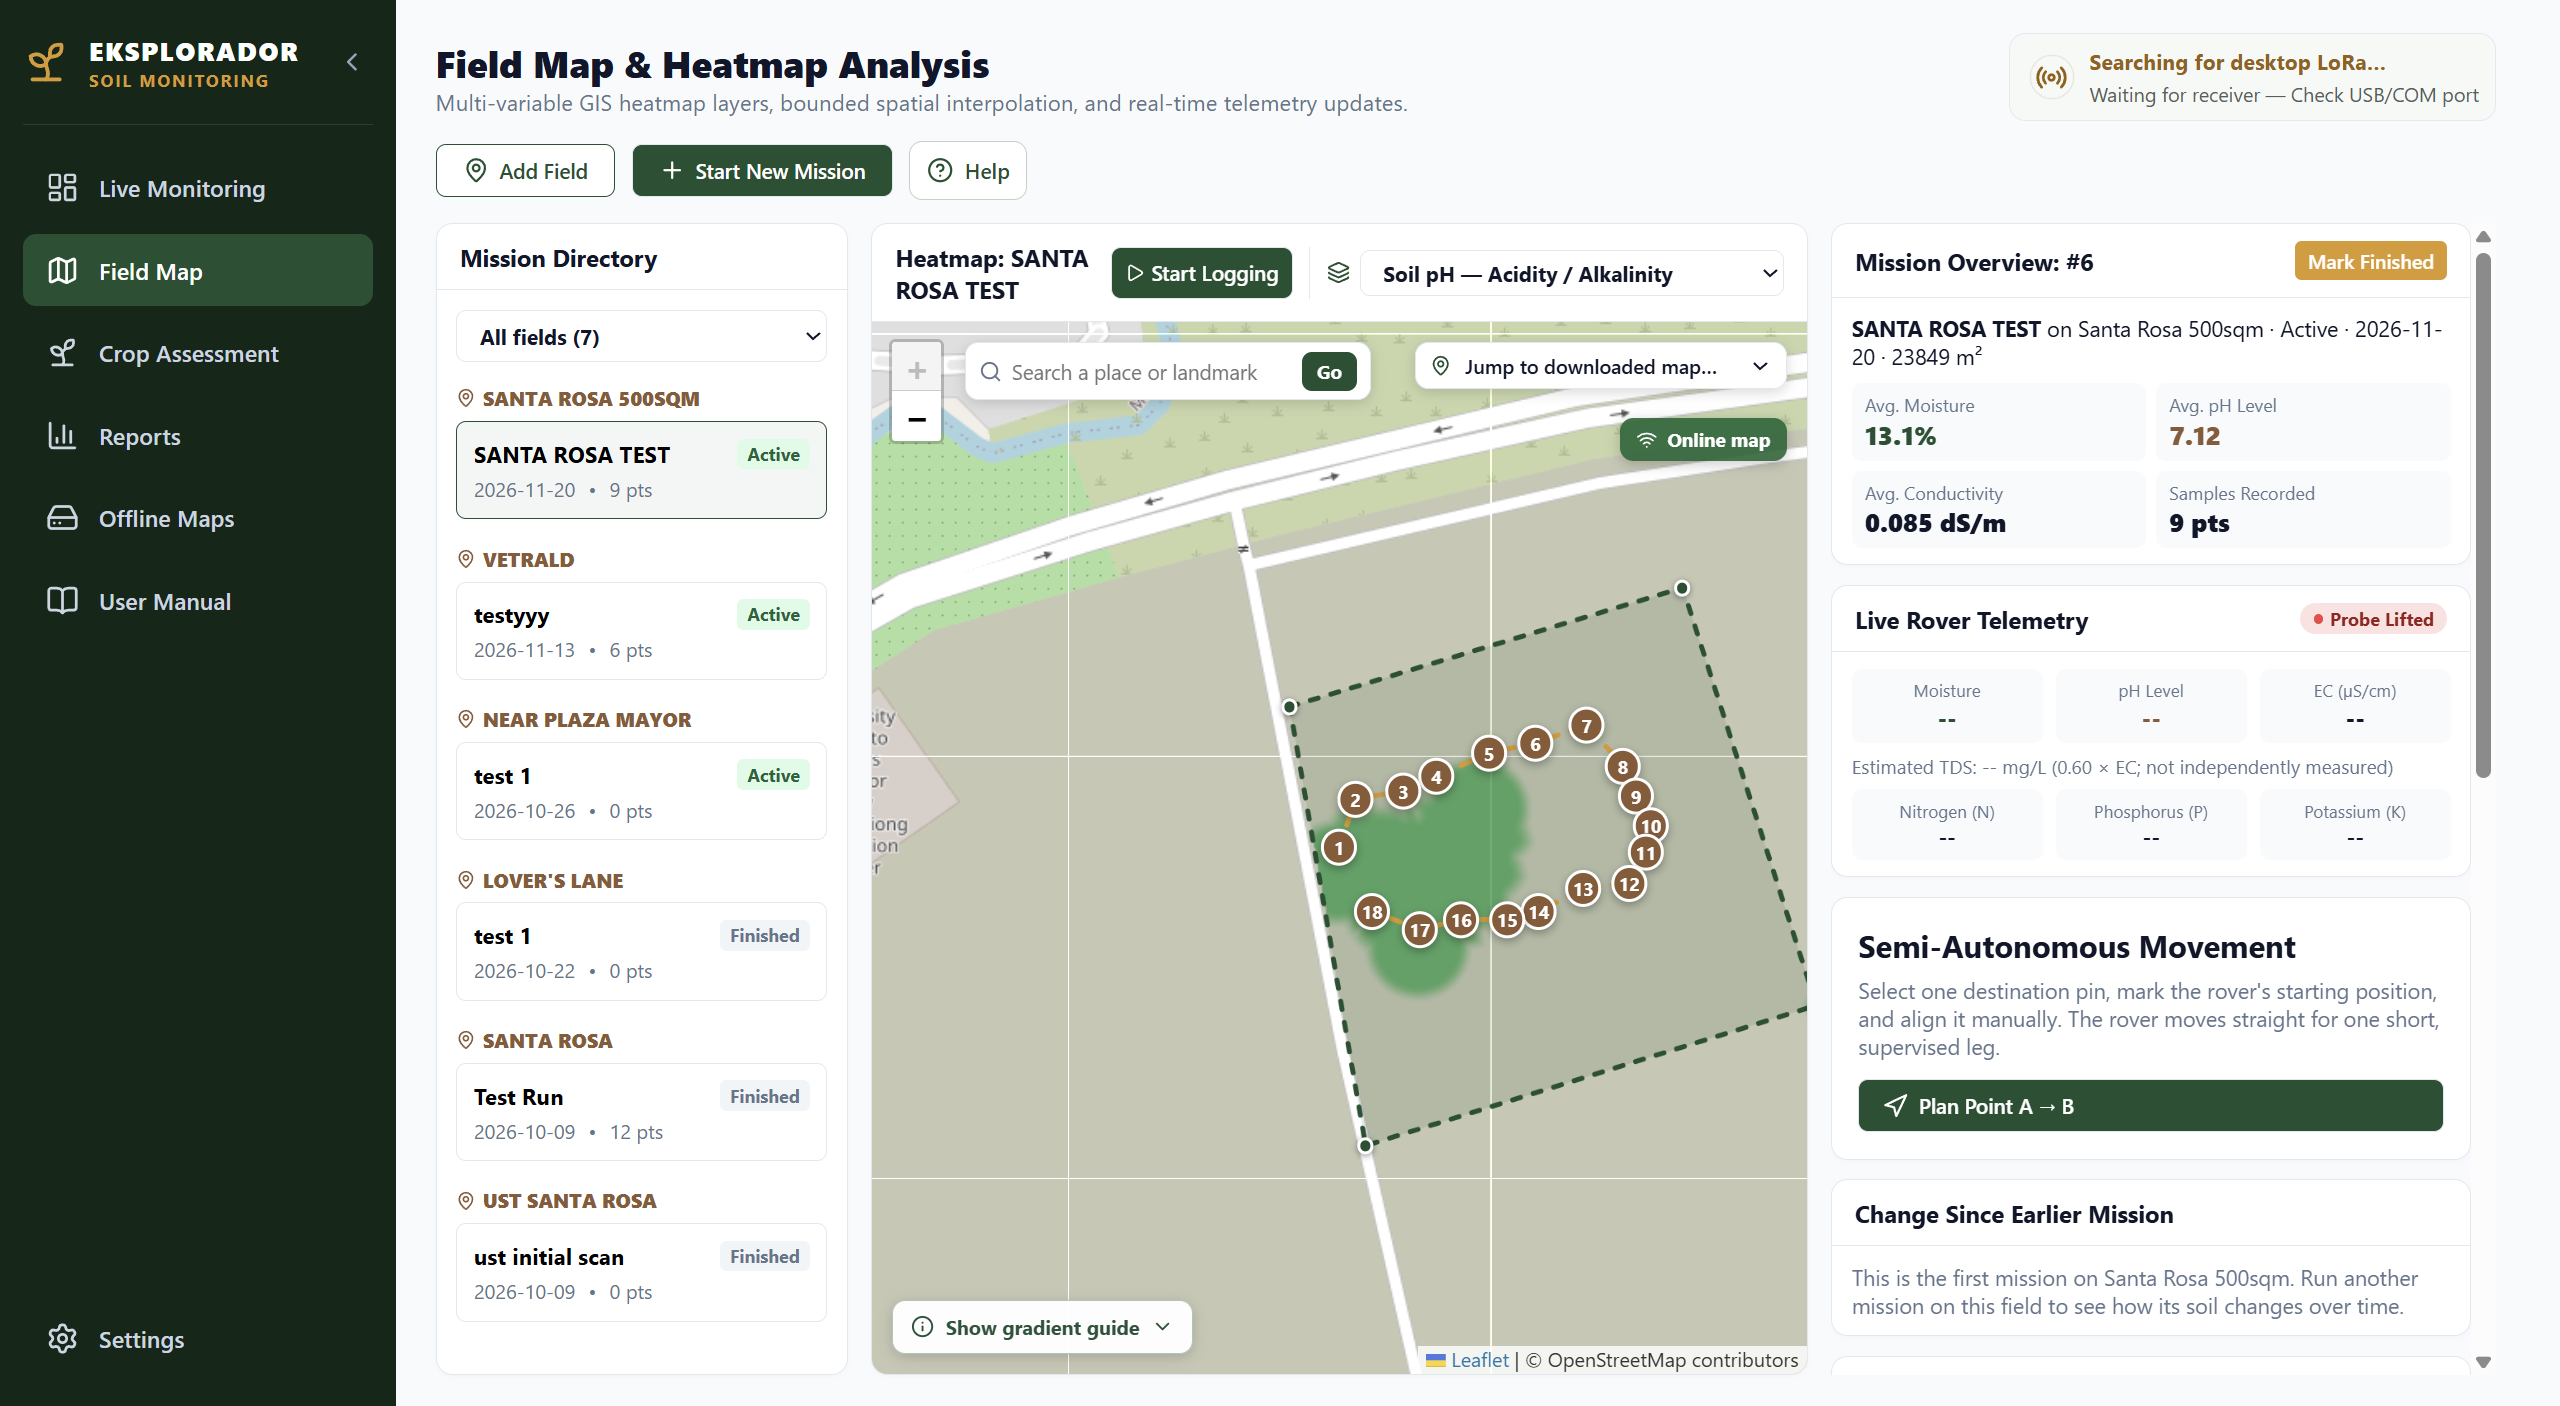 EKSPLORADOR
SOIL MONITORING
Live Monitoring
Field Map
Crop Assessment
Reports
Offline Maps
User Manual
Settings
Field Map & Heatmap Analysis
Multi-variable GIS heatmap layers, bounded spatial interpolation, and real-time telemetry updates.
Searching for desktop LoRa...
Waiting for receiver — Check USB/COM port
Add Field
Start New Mission
Help
Mission Directory
All fields (7)
SANTA ROSA 500SQM
SANTA ROSA TEST
Active
2026-11-20 • 9 pts
VETRALD
testyyy
Active
2026-11-13 • 6 pts
NEAR PLAZA MAYOR
test 1
Active
2026-10-26 • 0 pts
LOVER'S LANE
test 1
Finished
2026-10-22 • 0 pts
SANTA ROSA
Test Run
Finished
2026-10-09 • 12 pts
UST SANTA ROSA
ust initial scan
Finished
2026-10-09 • 0 pts
Heatmap: SANTA
ROSA TEST
Start Logging
Soil pH — Acidity / Alkalinity
+
−
Search a place or landmark
Go
Jump to downloaded map...
Online map
sity
to
s
or
iong
ion
r
1
2
3
4
5
6
7
8
9
10
11
12
13
14
15
16
17
18
Show gradient guide
Leaflet | © OpenStreetMap contributors
Mission Overview: #6
Mark Finished
SANTA ROSA TEST on Santa Rosa 500sqm · Active · 2026-11-
20 · 23849 m²
Avg. Moisture
13.1%
Avg. pH Level
7.12
Avg. Conductivity
0.085 dS/m
Samples Recorded
9 pts
Live Rover Telemetry
Probe Lifted
Moisture
--
pH Level
--
EC (µS/cm)
--
Estimated TDS: -- mg/L (0.60 × EC; not independently measured)
Nitrogen (N)
--
Phosphorus (P)
--
Potassium (K)
--
Semi-Autonomous Movement
Select one destination pin, mark the rover's starting position,
and align it manually. The rover moves straight for one short,
supervised leg.
Plan Point A → B
Change Since Earlier Mission
This is the first mission on Santa Rosa 500sqm. Run another
mission on this field to see how its soil changes over time.